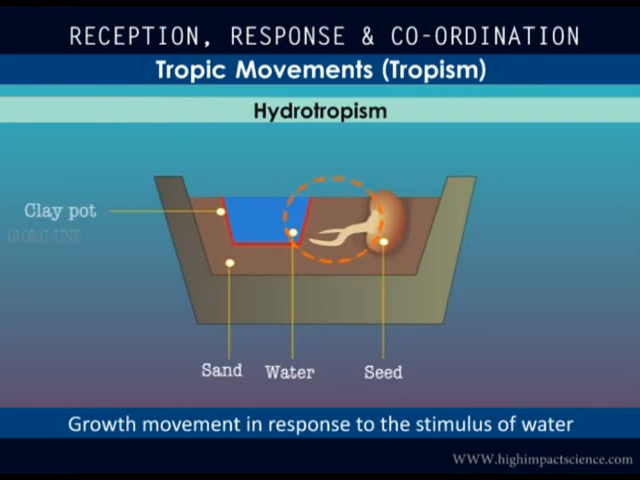 RECEPTION, RESPONSE & CO-ORDINATION
Tropic Movements (Tropism)
Hydrotropism
Clay pot
GLOBAL-LINK
Sand
Water
Seed
Growth movement in response to the stimulus of water
WWW.highimpactscience.com